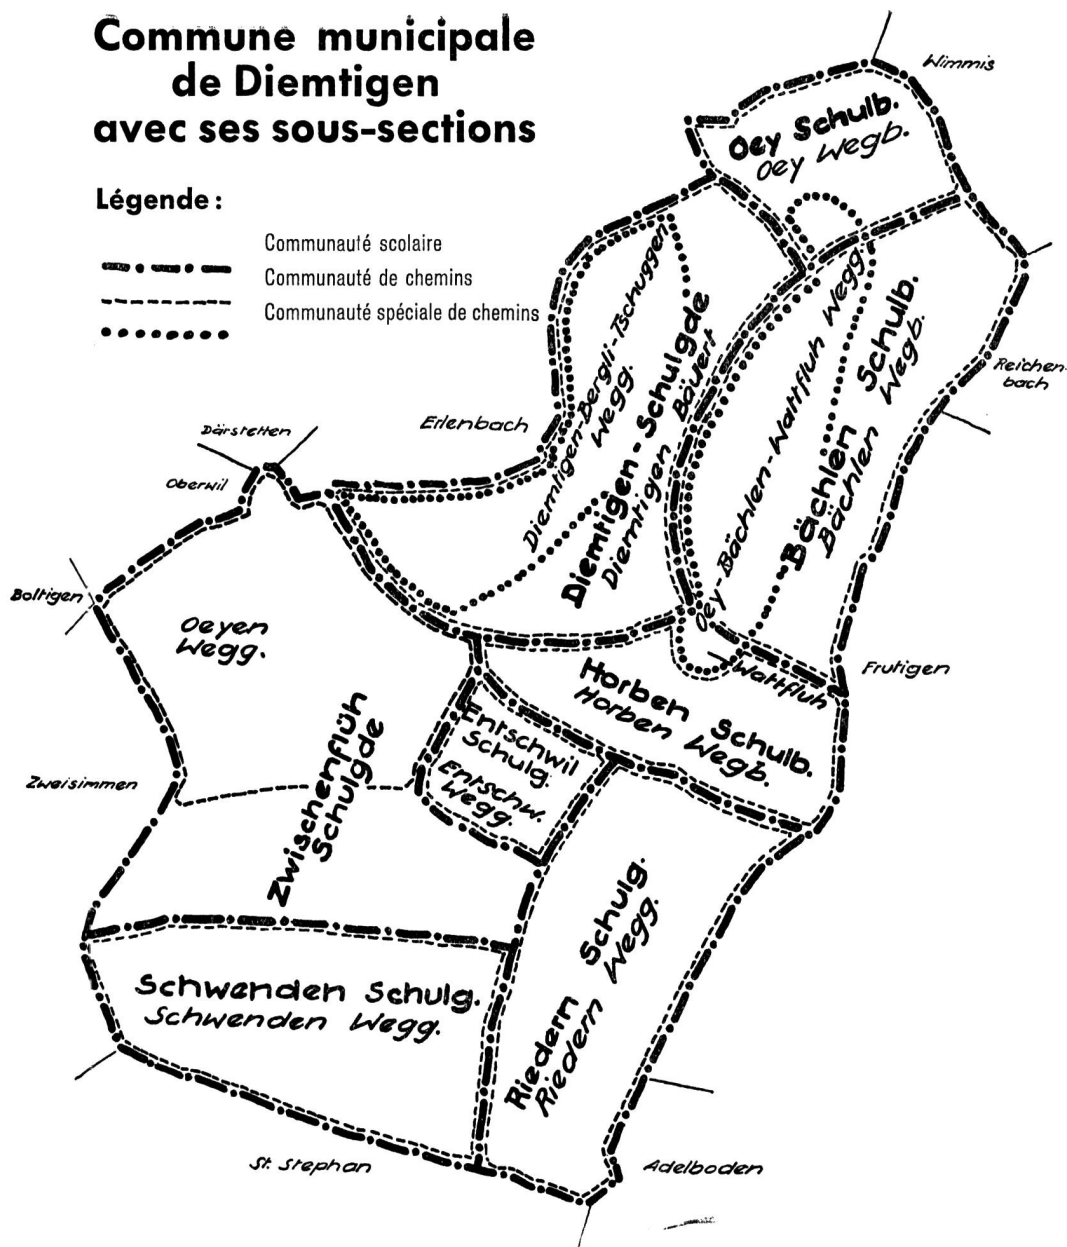 Commune municipale
de Diemtigen
avec ses sous-sections
Légende :
Communauté scolaire
Communauté de chemins
Communauté spéciale de chemins
Wimmis
Oey Schulb.
Oey Wegb.
Diemtigen-Bergli-Tschuggen
Wegg.
Diemtigen-Schulgde
Diemtigen Bäuert
Oey-Bächlen-Wattfluh Wegg.
Bächlen Schulb.
Bächlen Wegb.
Reichen-
bach
Erlenbach
Därstetten
Oberwil
Boltigen
Oeyen
Wegg.
Frutigen
Wattfluh
Horben Schulb.
Horben Wegb.
Entschwil
Schulg.
Entschw.
Wegg.
Zwischenflüh
Schulgde
Zweisimmen
Riedern Schulg.
Riedern Wegg.
Schwenden Schulg.
Schwenden Wegg.
St. Stephan
Adelboden